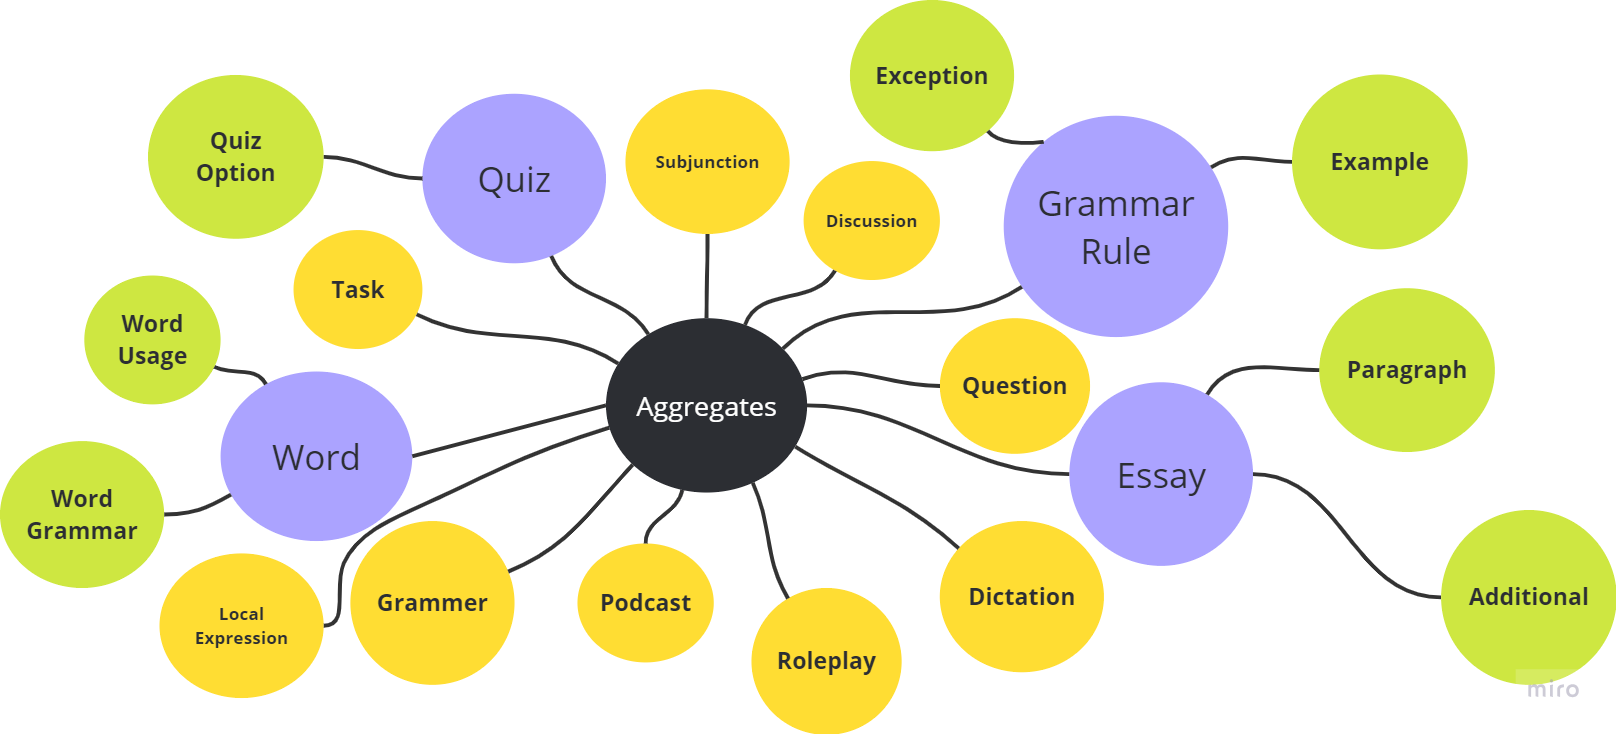 Exception
Quiz
Option
Quiz
Subjunction
Example
Discussion
Grammar
Rule
Task
Word
Usage
Question
Paragraph
Aggregates
Word
Essay
Word
Grammar
Local
Expression
Grammer
Podcast
Roleplay
Dictation
Additional
miro